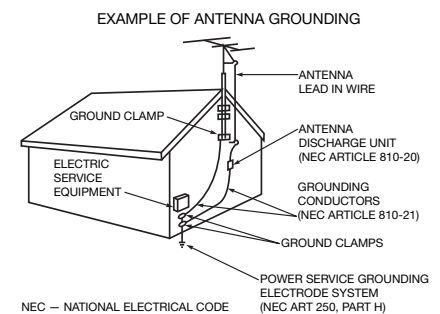 EXAMPLE OF ANTENNA GROUNDING
ANTENNA
LEAD IN WIRE
GROUND CLAMP
ANTENNA
DISCHARGE UNIT
(NEC ARTICLE 810-20)
ELECTRIC
SERVICE
EQUIPMENT
GROUNDING
CONDUCTORS
(NEC ARTICLE 810-21)
GROUND CLAMPS
POWER SERVICE GROUNDING
ELECTRODE SYSTEM
(NEC ART 250, PART H)
NEC — NATIONAL ELECTRICAL CODE